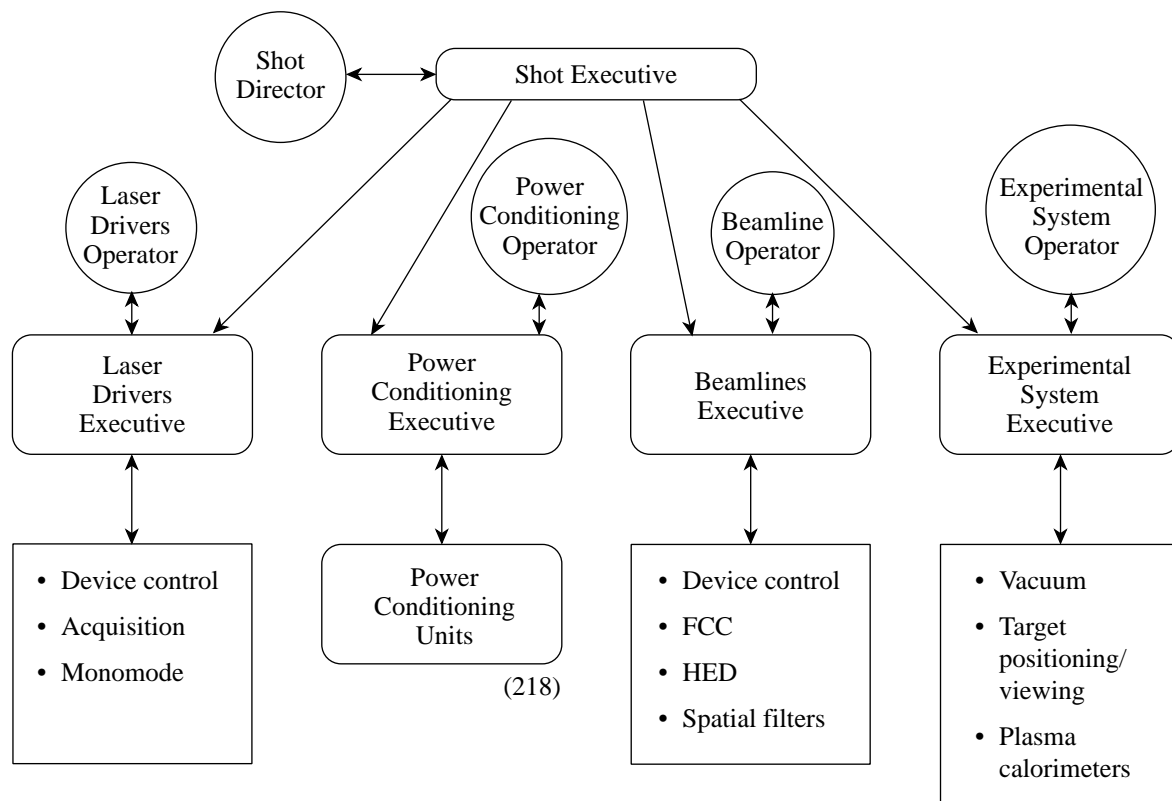 Shot
Director
Shot Executive
Laser
Drivers
Operator
Power
Conditioning
Operator
Beamline
Operator
Experimental
System
Operator
Laser
Drivers
Executive
Power
Conditioning
Executive
Beamlines
Executive
Experimental
System
Executive
• Device control
• Acquisition
• Monomode
Power
Conditioning
Units
(218)
• Device control
• FCC
• HED
• Spatial filters
• Vacuum
• Target
positioning/
viewing
• Plasma
calorimeters